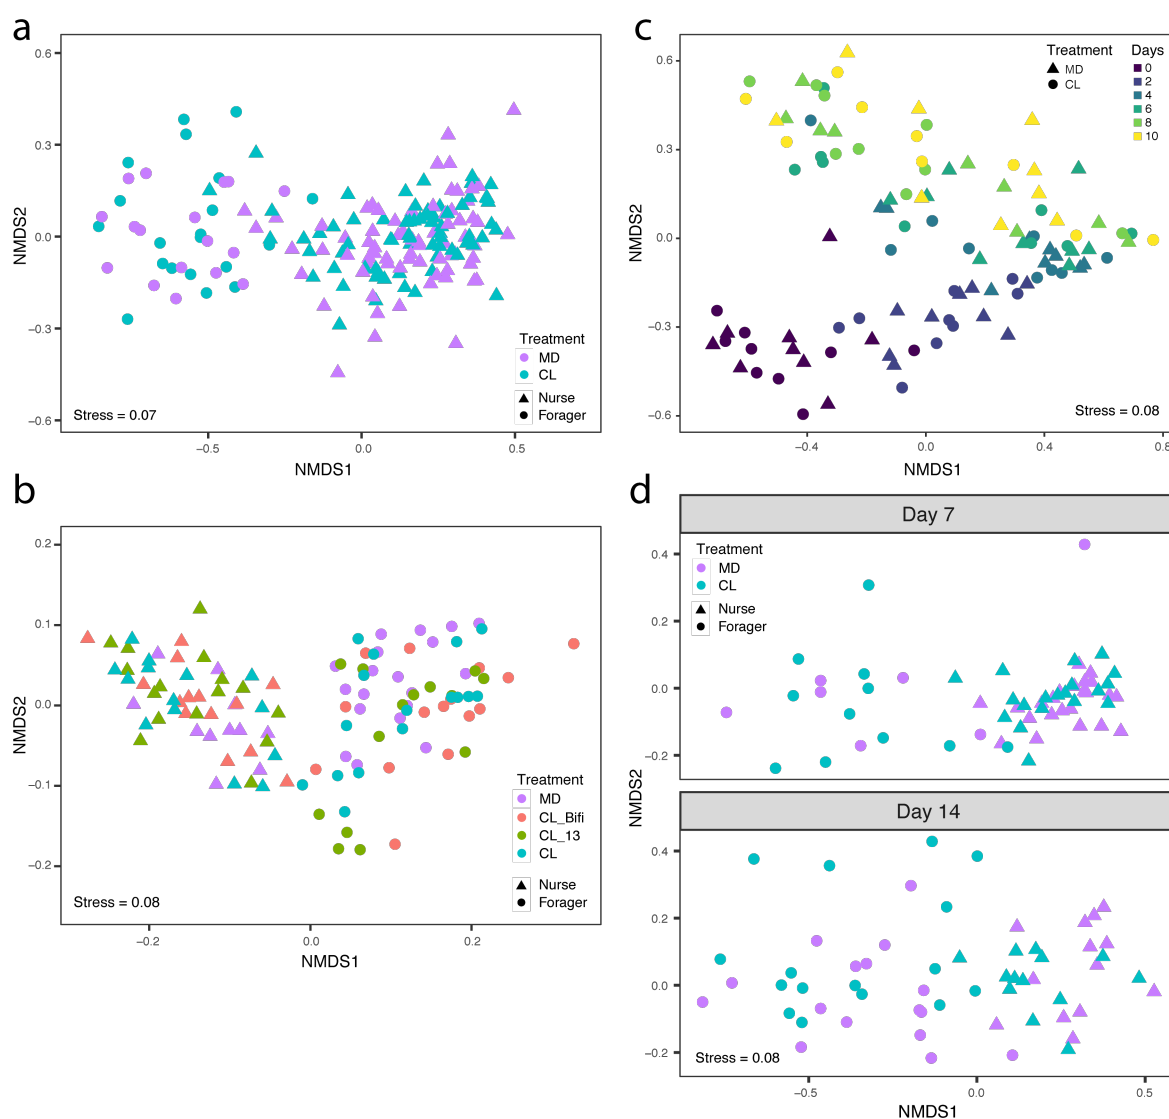 a
0.6
0.3
0.0
−0.3
−0.6
NMDS2
Treatment
MD
CL
Nurse
Forager
Stress = 0.07
−0.5
0.0
0.5
NMDS1
c
0.6
0.3
0.0
−0.3
−0.6
NMDS2
Treatment
MD
CL
Days
0
2
4
6
8
10
Stress = 0.08
−0.4
0.0
0.4
0.8
NMDS1
b
0.2
0.1
0.0
−0.1
−0.2
NMDS2
Treatment
MD
CL_Bifi
CL_13
CL
Nurse
Forager
Stress = 0.08
−0.2
0.0
0.2
NMDS1
d
Day 7
0.4
0.2
0.0
−0.2
Treatment
MD
CL
Nurse
Forager
NMDS2
Day 14
0.4
0.2
0.0
−0.2
Stress = 0.08
−0.5
0.0
0.5
NMDS1